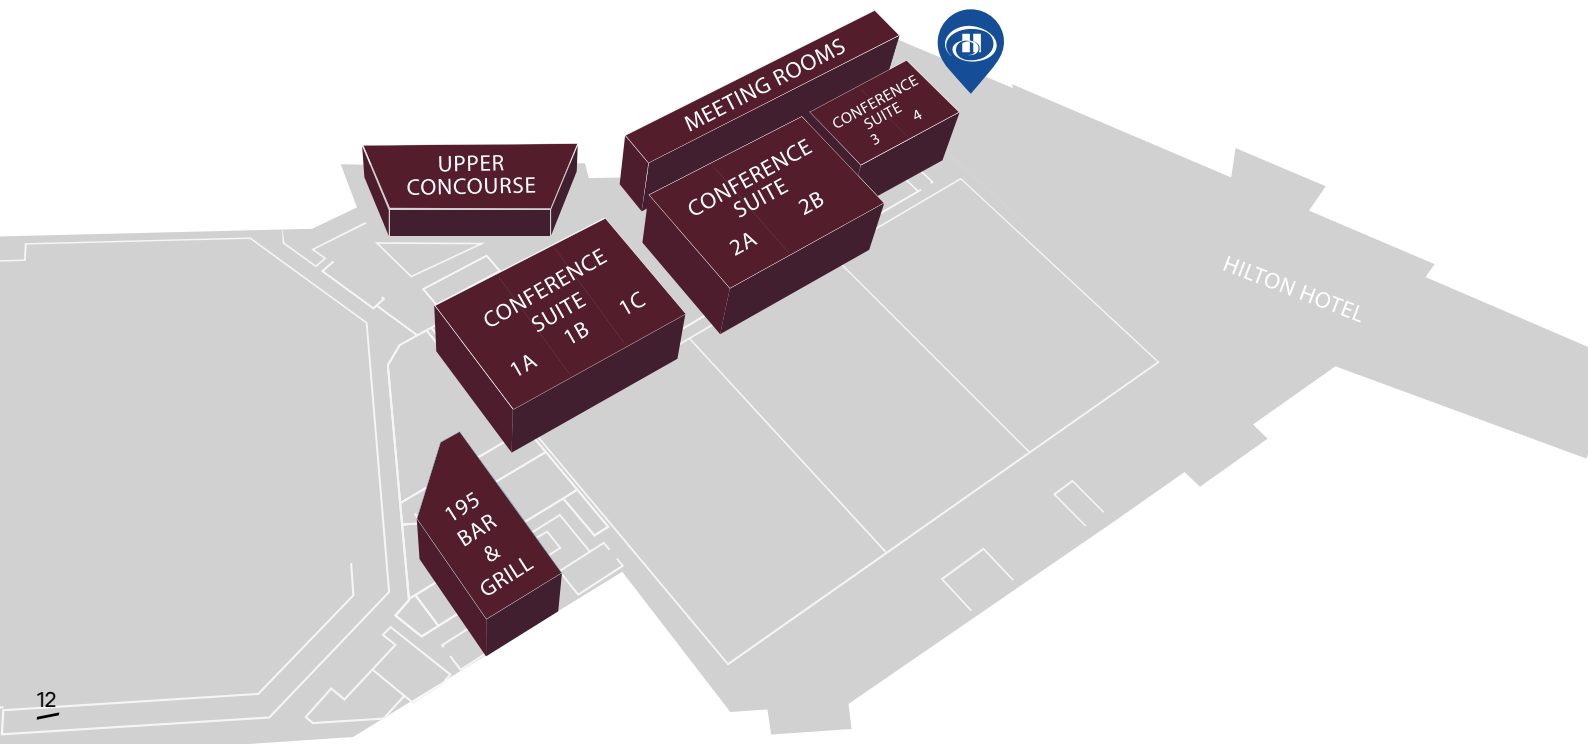 MEETING ROOMS
CONFERENCE
SUITE
3
4
UPPER
CONCOURSE
CONFERENCE
SUITE
2A
2B
HILTON HOTEL
CONFERENCE
SUITE
1A
1B
1C
195
BAR
&
GRILL
12